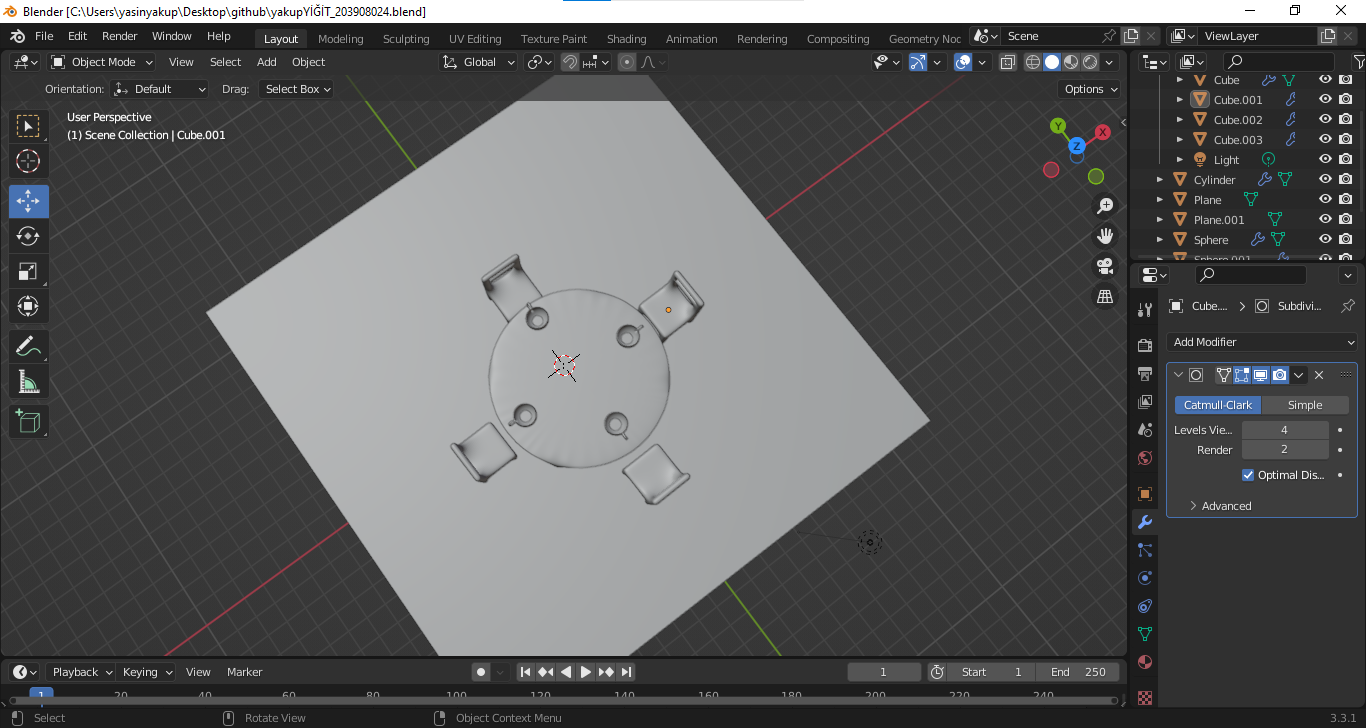 Blender [C:\Users\yasinyakup\Desktop\github\yakupYİĞİT_203908024.blend]
File Edit Render Window Help Layout Modeling Sculpting UV Editing Texture Paint Shading Animation Rendering Compositing Geometry Noc Scene ViewLayer
Object Mode View Select Add Object Global
Orientation: Default Drag: Select Box Options
User Perspective
(1) Scene Collection | Cube.001
Y X Z
Cube
Cube.001
Cube.002
Cube.003
Light
Cylinder
Plane
Plane.001
Sphere
Sphere.001
Cube.... Subdivi...
Add Modifier
Catmull-Clark Simple
Levels Vie... 4
Render 2
Optimal Dis...
Advanced
Playback Keying View Marker 1 Start 1 End 250
1 20 40 60 80 100 120 140 160 180 200 220 240
Select Rotate View Object Context Menu 3.3.1